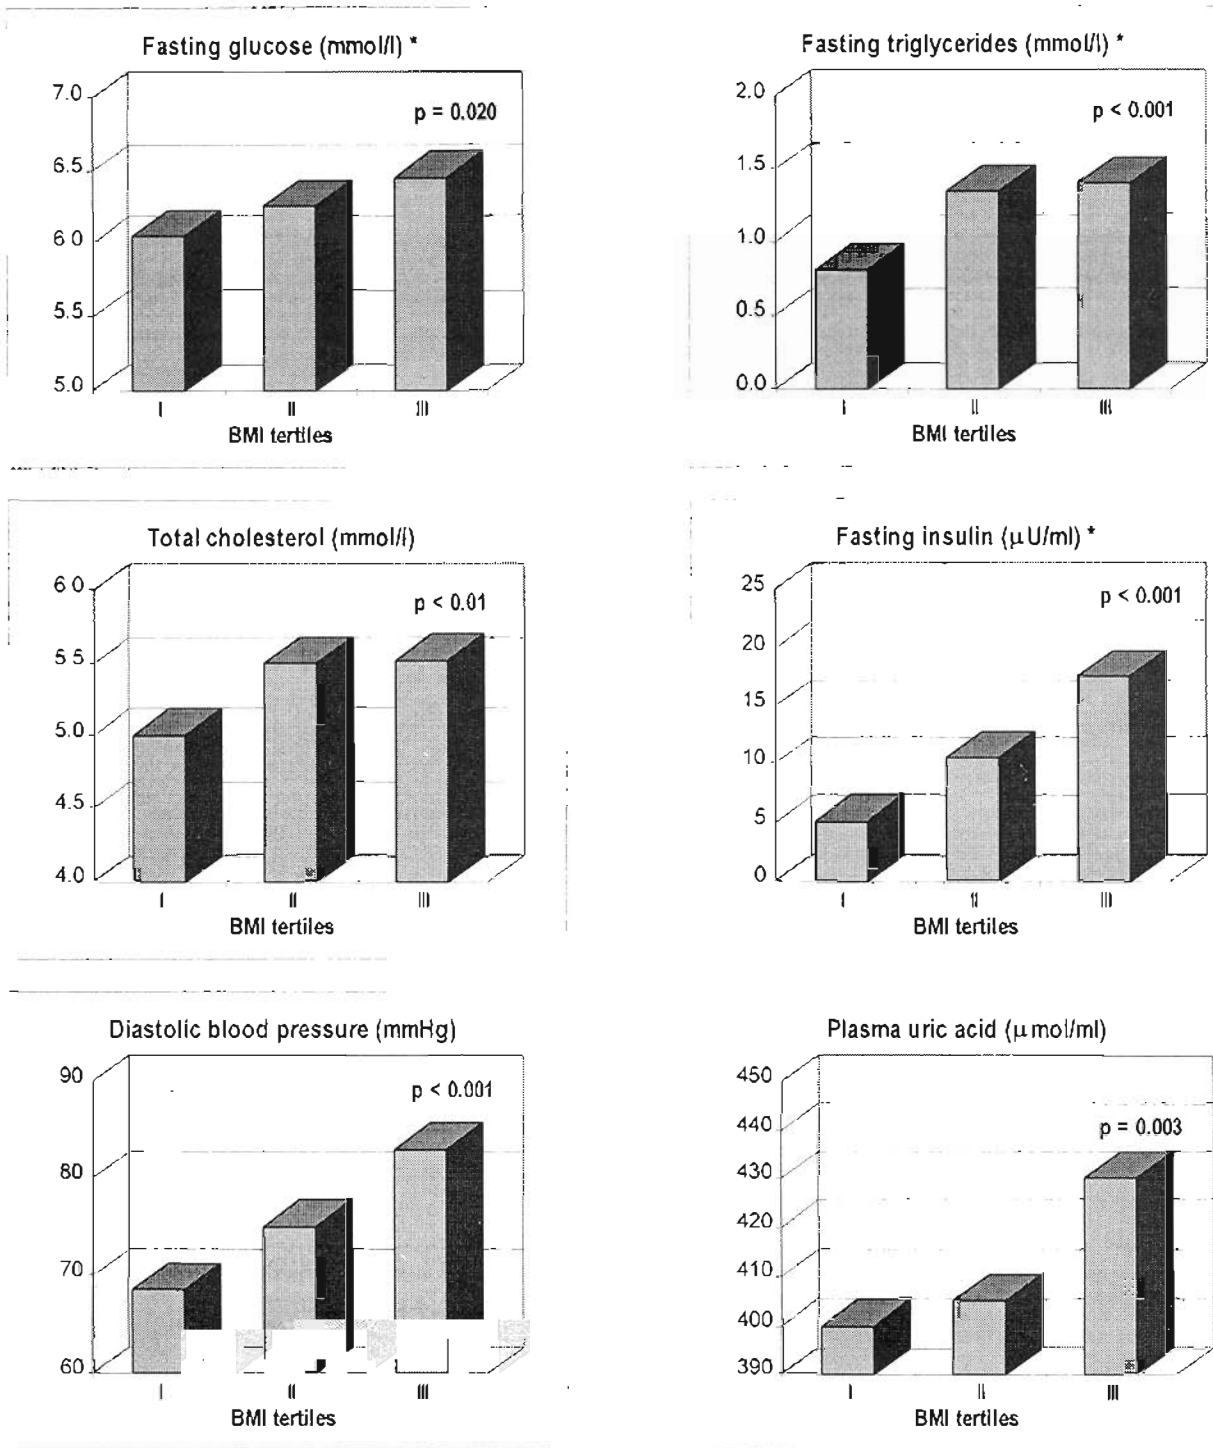 Fasting glucose (mmol/l) *
7.0
p = 0.020
6.5
6.0
5.5
5.0
I II III
BMI tertiles
Fasting triglycerides (mmol/l) *
2.0
p < 0.001
1.5
1.0
0.5
0.0
I II III
BMI tertiles
Total cholesterol (mmol/l)
6.0
p < 0.01
5.5
5.0
4.5
4.0
I II III
BMI tertiles
Fasting insulin (μU/ml) *
25
p < 0.001
20
15
10
5
0
I II III
BMI tertiles
Diastolic blood pressure (mmHg)
90
p < 0.001
80
70
60
I II III
BMI tertiles
Plasma uric acid (μmol/ml)
450
440
p = 0.003
430
420
410
400
390
I II III
BMI tertiles